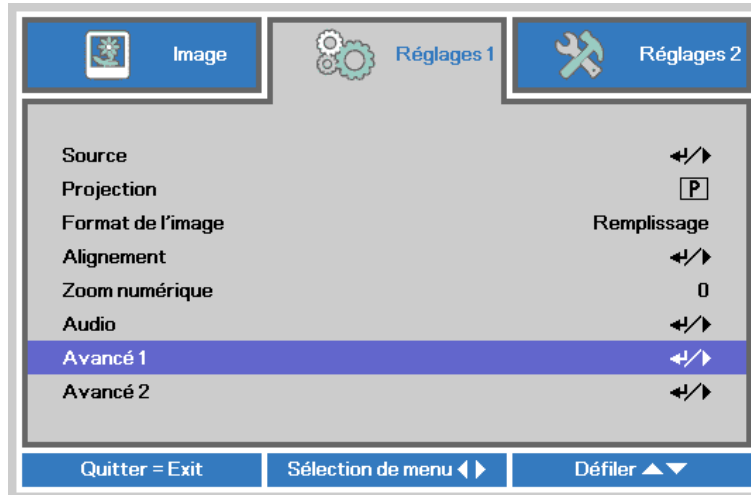 Image Réglages 1 Réglages 2
Source
Projection P
Format de l'image Remplissage
Alignement
Zoom numérique 0
Audio
Avancé 1
Avancé 2
Quitter = Exit Sélection de menu Défiler